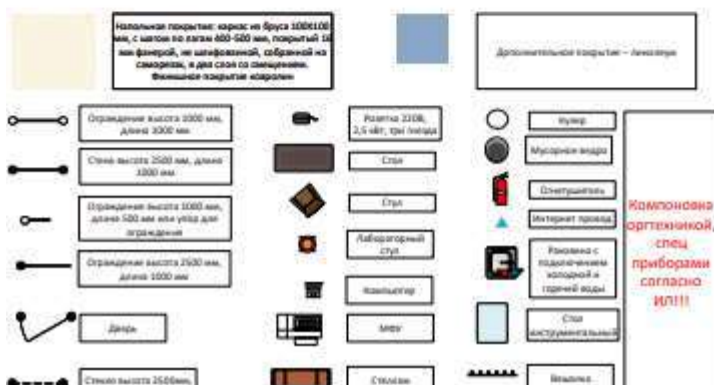 Напольное покрытие: каркас из бруса 100Х100
мм, с шагом по лагам 400-500 мм, покрытый 18
мм фанерой, не шлифованной, собранной на
саморезах, в два слоя со смещением.
Финишное покрытие ковролин
Дополнительное покрытие – линолеум
Ограждение высота 1000 мм,
длина 1000 мм
Розетка 220В,
2,5 кВт, три гнезда
Кулер
Стена высота 2500 мм, длина
1000 мм
Стол
Мусорное ведро
Ограждение высота 1000 мм,
длина 500 мм или упор для
ограждения
Стул
Огнетушитель
Интернет провод
Ограждение высота 2500 мм,
длина 1000 мм
Лабораторный
стул
Раковина с
подключением
холодной и
горячей воды
Компьютер
Дверь
МФУ
Стол
инструментальный
Стекло высота 2500мм,
Стеллаж
Вешалка
Компоновка
оргтехникой,
спец
приборами
согласно
ИЛ!!!